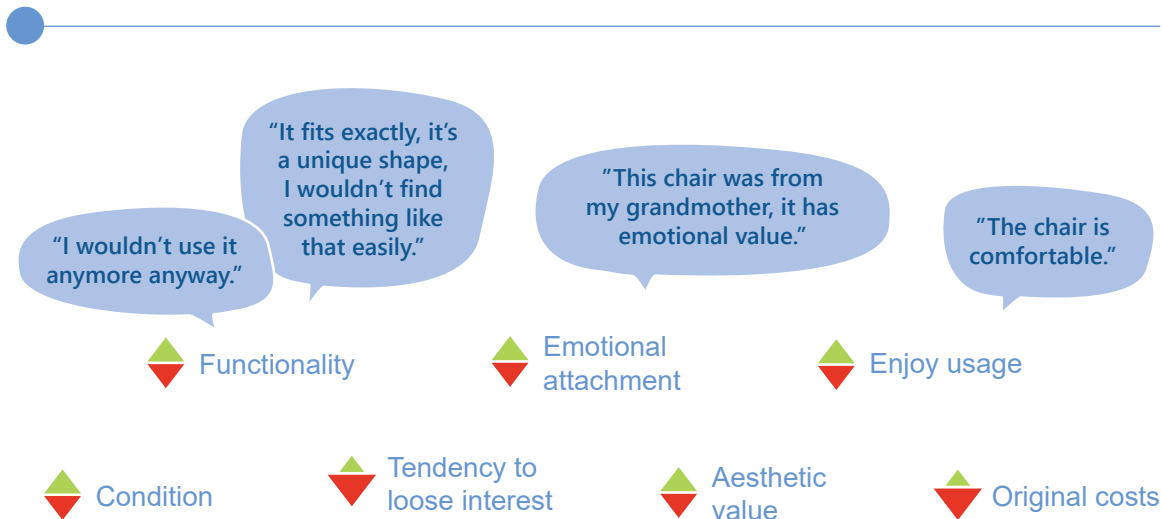 “It fits exactly, it’s
a unique shape,
I wouldn’t find
something like
that easily.”
“I wouldn’t use it
anymore anyway.”
”This chair was from
my grandmother, it has
emotional value.”
”The chair is
comfortable.”
Functionality
Emotional
attachment
Enjoy usage
Condition
Tendency to
loose interest
Aesthetic
value
Original costs